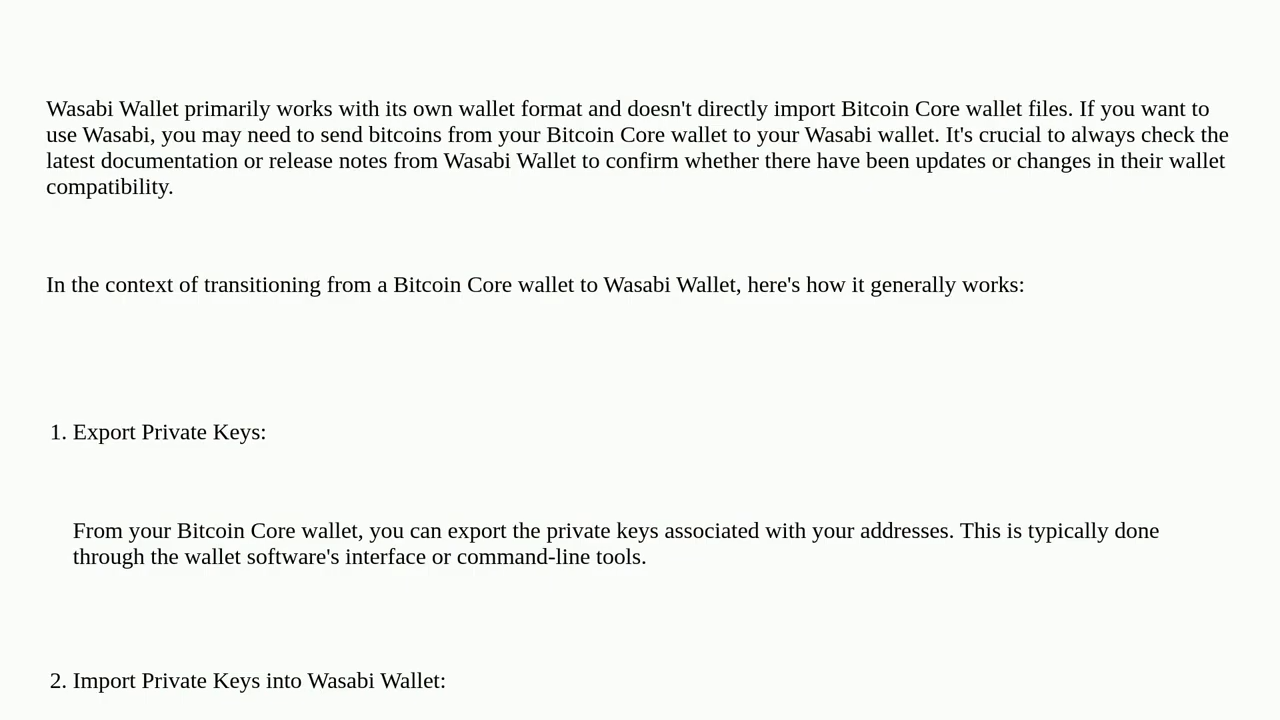 Wasabi Wallet primarily works with its own wallet format and doesn't directly import Bitcoin Core wallet files. If you want to
use Wasabi, you may need to send bitcoins from your Bitcoin Core wallet to your Wasabi wallet. It's crucial to always check the
latest documentation or release notes from Wasabi Wallet to confirm whether there have been updates or changes in their wallet
compatibility.
In the context of transitioning from a Bitcoin Core wallet to Wasabi Wallet, here's how it generally works:
1. Export Private Keys:
From your Bitcoin Core wallet, you can export the private keys associated with your addresses. This is typically done
through the wallet software's interface or command-line tools.
2. Import Private Keys into Wasabi Wallet: